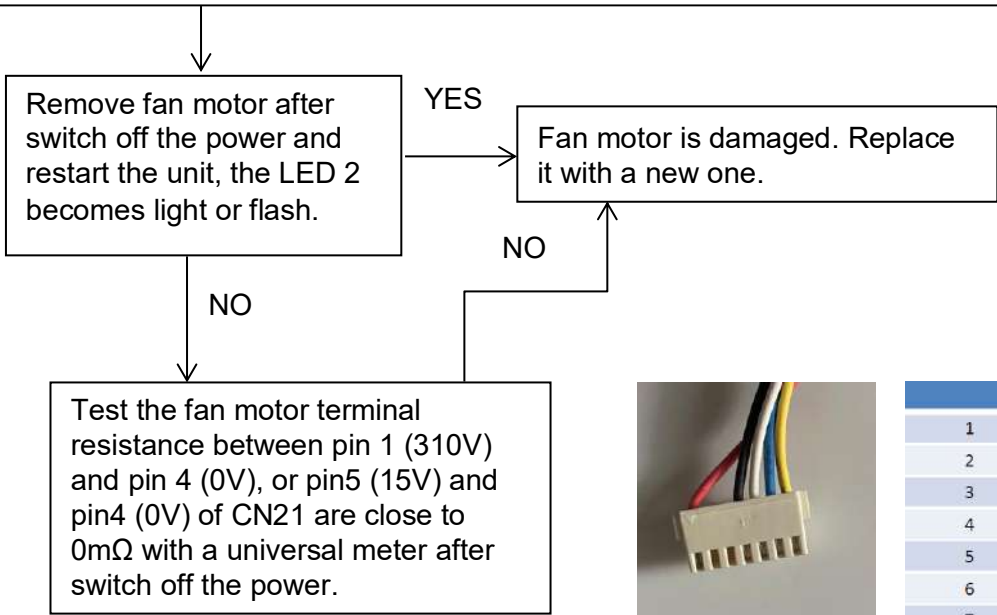 Remove fan motor after
switch off the power and
restart the unit, the LED 2
becomes light or flash.
YES
Fan motor is damaged. Replace
it with a new one.
NO
NO
Test the fan motor terminal
resistance between pin 1 (310V)
and pin 4 (0V), or pin5 (15V) and
pin4 (0V) of CN21 are close to
0mΩ with a universal meter after
switch off the power.
1
2
3
4
5
6